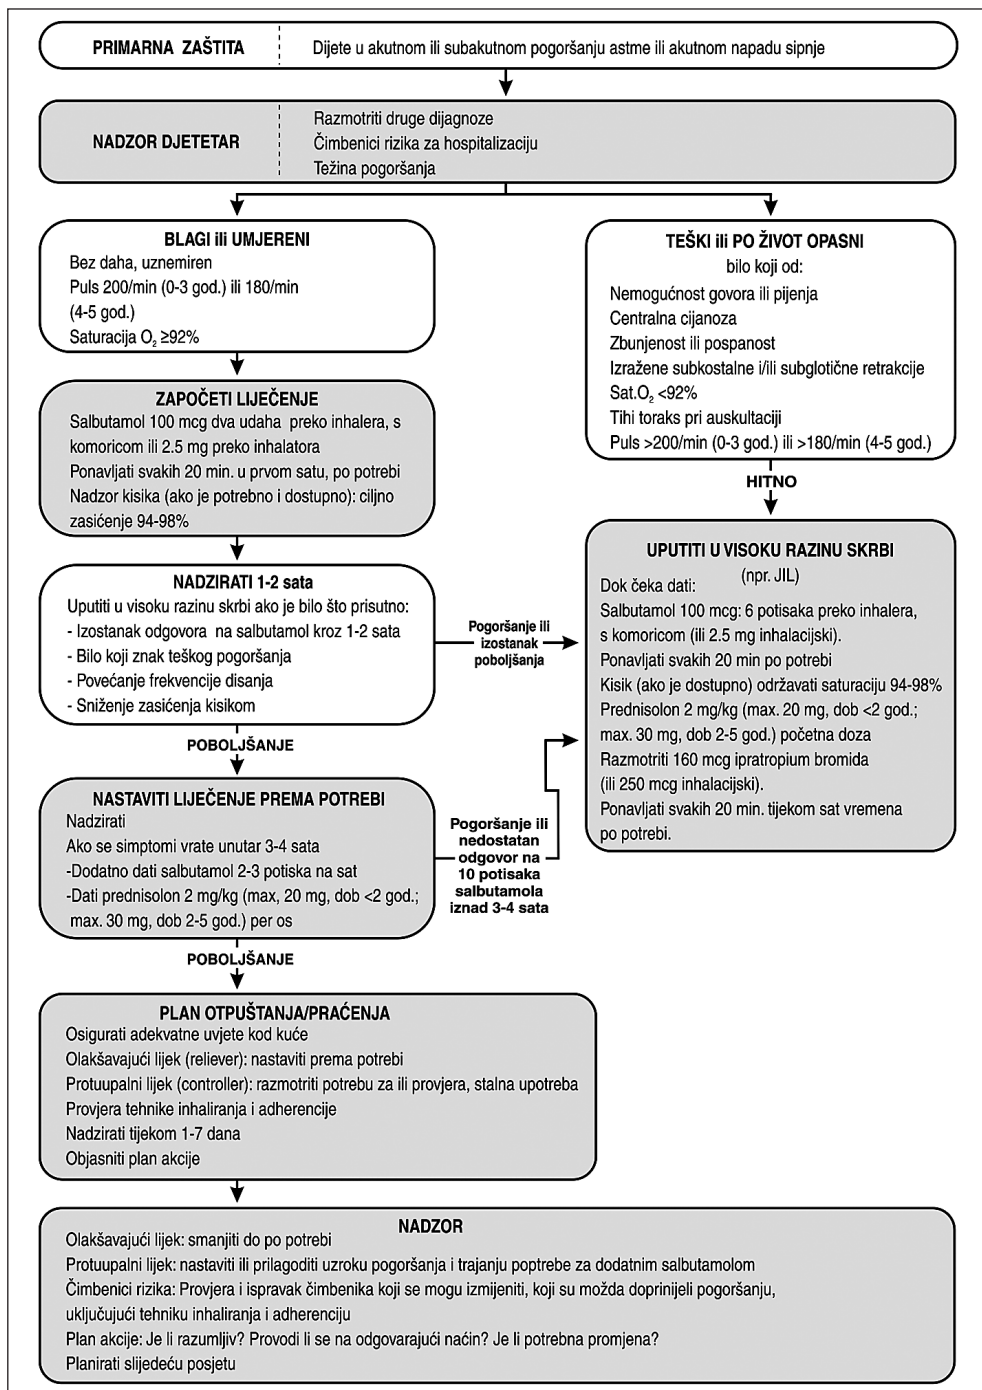 PRIMARNA ZAŠTITA
Dijete u akutnom ili subakutnom pogoršanju astme ili akutnom napadu sipnje
NADZOR DJETETAR
Razmotriti druge dijagnoze
Čimbenici rizika za hospitalizaciju
Težina pogoršanja
BLAGI ili UMJERENI
Bez daha, uznemiren
Puls 200/min (0-3 god.) ili 180/min
(4-5 god.)
Saturacija O₂ ≥92%
TEŠKI ili PO ŽIVOT OPASNI
bilo koji od:
Nemogućnost govora ili pijenja
Centralna cijanoza
Zbunjenost ili pospanost
Izražene subkostalne i/ili subglotične retrakcije
Sat.O₂ <92%
Tihi toraks pri auskultaciji
Puls >200/min (0-3 god.) ili >180/min (4-5 god.)
ZAPOČETI LIJEČENJE
Salbutamol 100 mcg dva udaha preko inhalera, s
komoricom ili 2.5 mg preko inhalatora
Ponavljati svakih 20 min. u prvom satu, po potrebi
Nadzor kisika (ako je potrebno i dostupno): ciljno
zasićenje 94-98%
HITNO
NADZIRATI 1-2 sata
Uputiti u visoku razinu skrbi ako je bilo što prisutno:
- Izostanak odgovora na salbutamol kroz 1-2 sata
- Bilo koji znak teškog pogoršanja
- Povećanje frekvencije disanja
- Sniženje zasićenja kisikom
Pogoršanje ili
izostanak
poboljšanja
UPUTITI U VISOKU RAZINU SKRBI
(npr. JIL)
Dok čeka dati:
Salbutamol 100 mcg: 6 potisaka preko inhalera,
s komoricom (ili 2.5 mg inhalacijski).
Ponavljati svakih 20 min po potrebi
Kisik (ako je dostupno) održavati saturaciju 94-98%
Prednisolon 2 mg/kg (max. 20 mg, dob <2 god.;
max. 30 mg, dob 2-5 god.) početna doza
Razmotriti 160 mcg ipratropium bromida
(ili 250 mcg inhalacijski).
Ponavljati svakih 20 min. tijekom sat vremena
po potrebi.
POBOLJŠANJE
NASTAVITI LIJEČENJE PREMA POTREBI
Nadzirati
Ako se simptomi vrate unutar 3-4 sata
-Dodatno dati salbutamol 2-3 potiska na sat
-Dati prednisolon 2 mg/kg (max, 20 mg, dob <2 god.;
max. 30 mg, dob 2-5 god.) per os
Pogoršanje ili
nedostatan
odgovor na
10 potisaka
salbutamola
iznad 3-4 sata
POBOLJŠANJE
PLAN OTPUŠTANJA/PRAĆENJA
Osigurati adekvatne uvjete kod kuće
Olakšavajući lijek (reliever): nastaviti prema potrebi
Protuupalni lijek (controller): razmotriti potrebu za ili provjera, stalna upotreba
Provjera tehnike inhaliranja i adherencije
Nadzirati tijekom 1-7 dana
Objasniti plan akcije
NADZOR
Olakšavajući lijek: smanjiti do po potrebi
Protuupalni lijek: nastaviti ili prilagoditi uzroku pogoršanja i trajanju poptrebe za dodatnim salbutamolom
Čimbenici rizika: Provjera i ispravak čimbenika koji se mogu izmijeniti, koji su možda doprinijeli pogoršanju,
uključujući tehniku inhaliranja i adherenciju
Plan akcije: Je li razumljiv? Provodi li se na odgovarajući naćin? Je li potrebna promjena?
Planirati slijedeću posjetu